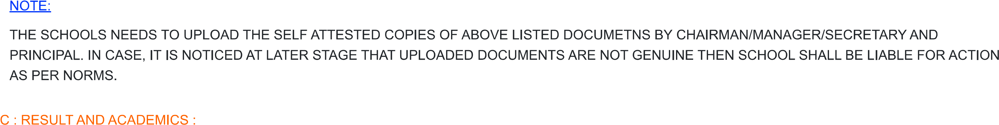 NOTE:
THE SCHOOLS NEEDS TO UPLOAD THE SELF ATTESTED COPIES OF ABOVE LISTED DOCUMETNS BY CHAIRMAN/MANAGER/SECRETARY AND
PRINCIPAL. IN CASE, IT IS NOTICED AT LATER STAGE THAT UPLOADED DOCUMENTS ARE NOT GENUINE THEN SCHOOL SHALL BE LIABLE FOR ACTION
AS PER NORMS.
C : RESULT AND ACADEMICS :